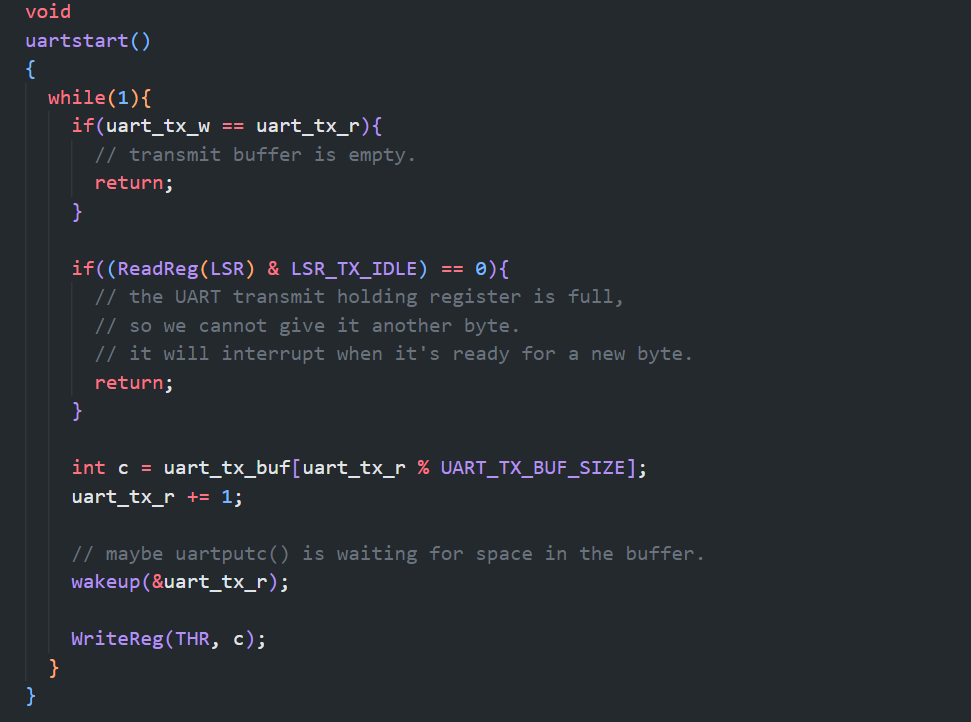 void
uartstart()
{
  while(1){
    if(uart_tx_w == uart_tx_r){
      // transmit buffer is empty.
      return;
    }

    if((ReadReg(LSR) & LSR_TX_IDLE) == 0){
      // the UART transmit holding register is full,
      // so we cannot give it another byte.
      // it will interrupt when it's ready for a new byte.
      return;
    }

    int c = uart_tx_buf[uart_tx_r % UART_TX_BUF_SIZE];
    uart_tx_r += 1;

    // maybe uartputc() is waiting for space in the buffer.
    wakeup(&uart_tx_r);

    WriteReg(THR, c);
  }
}